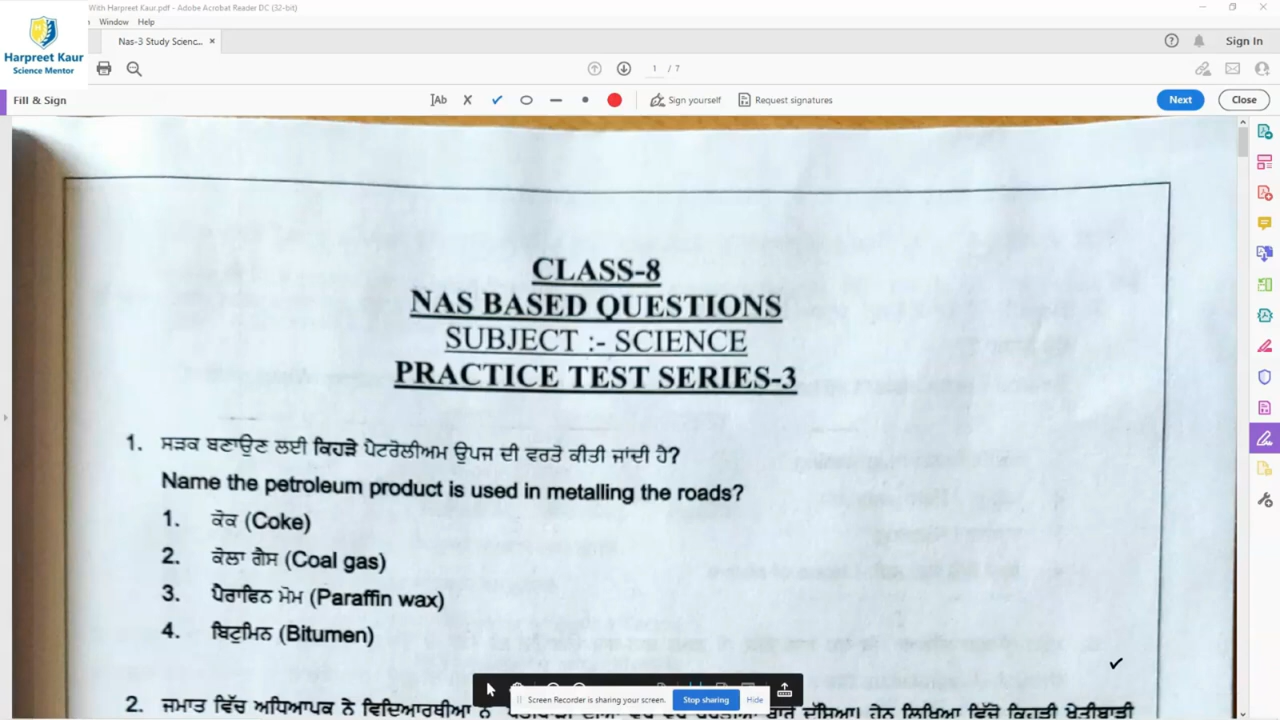 With Harpreet Kaur.pdf - Adobe Acrobat Reader DC (32-bit)
Window Help
Harpreet Kaur
Science Mentor
Nas-3 Study Scienc...
Sign In
1 / 7
Fill & Sign
Ab
Sign yourself
Request signatures
Next
Close
CLASS-8
NAS BASED QUESTIONS
SUBJECT :- SCIENCE
PRACTICE TEST SERIES-3
1. ਸੜਕ ਬਣਾਉਣ ਲਈ ਕਿਹੜੇ ਪੈਟਰੋਲੀਅਮ ਉਪਜ ਦੀ ਵਰਤੋਂ ਕੀਤੀ ਜਾਂਦੀ ਹੈ?
Name the petroleum product is used in metalling the roads?
1. ਕੋਕ (Coke)
2. ਕੋਲਾ ਗੈਸ (Coal gas)
3. ਪੈਰਾਫਿਨ ਮੋਮ (Paraffin wax)
4. ਬਿਟੁਮਿਨ (Bitumen)
Screen Recorder is sharing your screen.
Stop sharing
Hide
2. ਜਮਾਤ ਵਿੱਚ ਅਧਿਆਪਕ ਨੇ ਵਿਦਿਆਰਥੀਆਂ ਨੂੰ